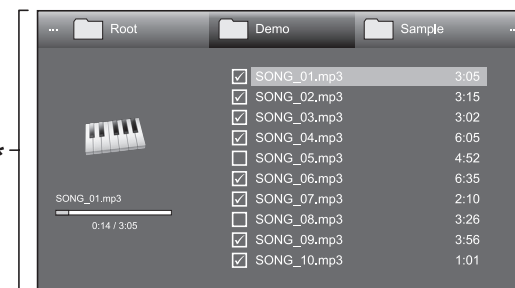 ... Root Demo Sample ...
SONG_01.mp3 3:05
SONG_02.mp3 3:15
SONG_03.mp3 3:02
SONG_04.mp3 6:05
SONG_05.mp3 4:52
SONG_06.mp3 6:35
SONG_07.mp3 2:10
SONG_08.mp3 3:26
SONG_09.mp3 3:56
SONG_10.mp3 1:01
SONG_01.mp3
0:14 / 3:05